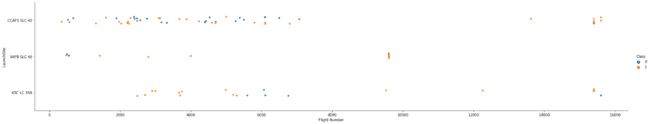 CCAFS SLC 40
VAFB SLC 4E
KSC LC 39A
LaunchSite
0 2000 4000 6000 8000 10000 12000 14000 16000
Flight Number
Class
0
1